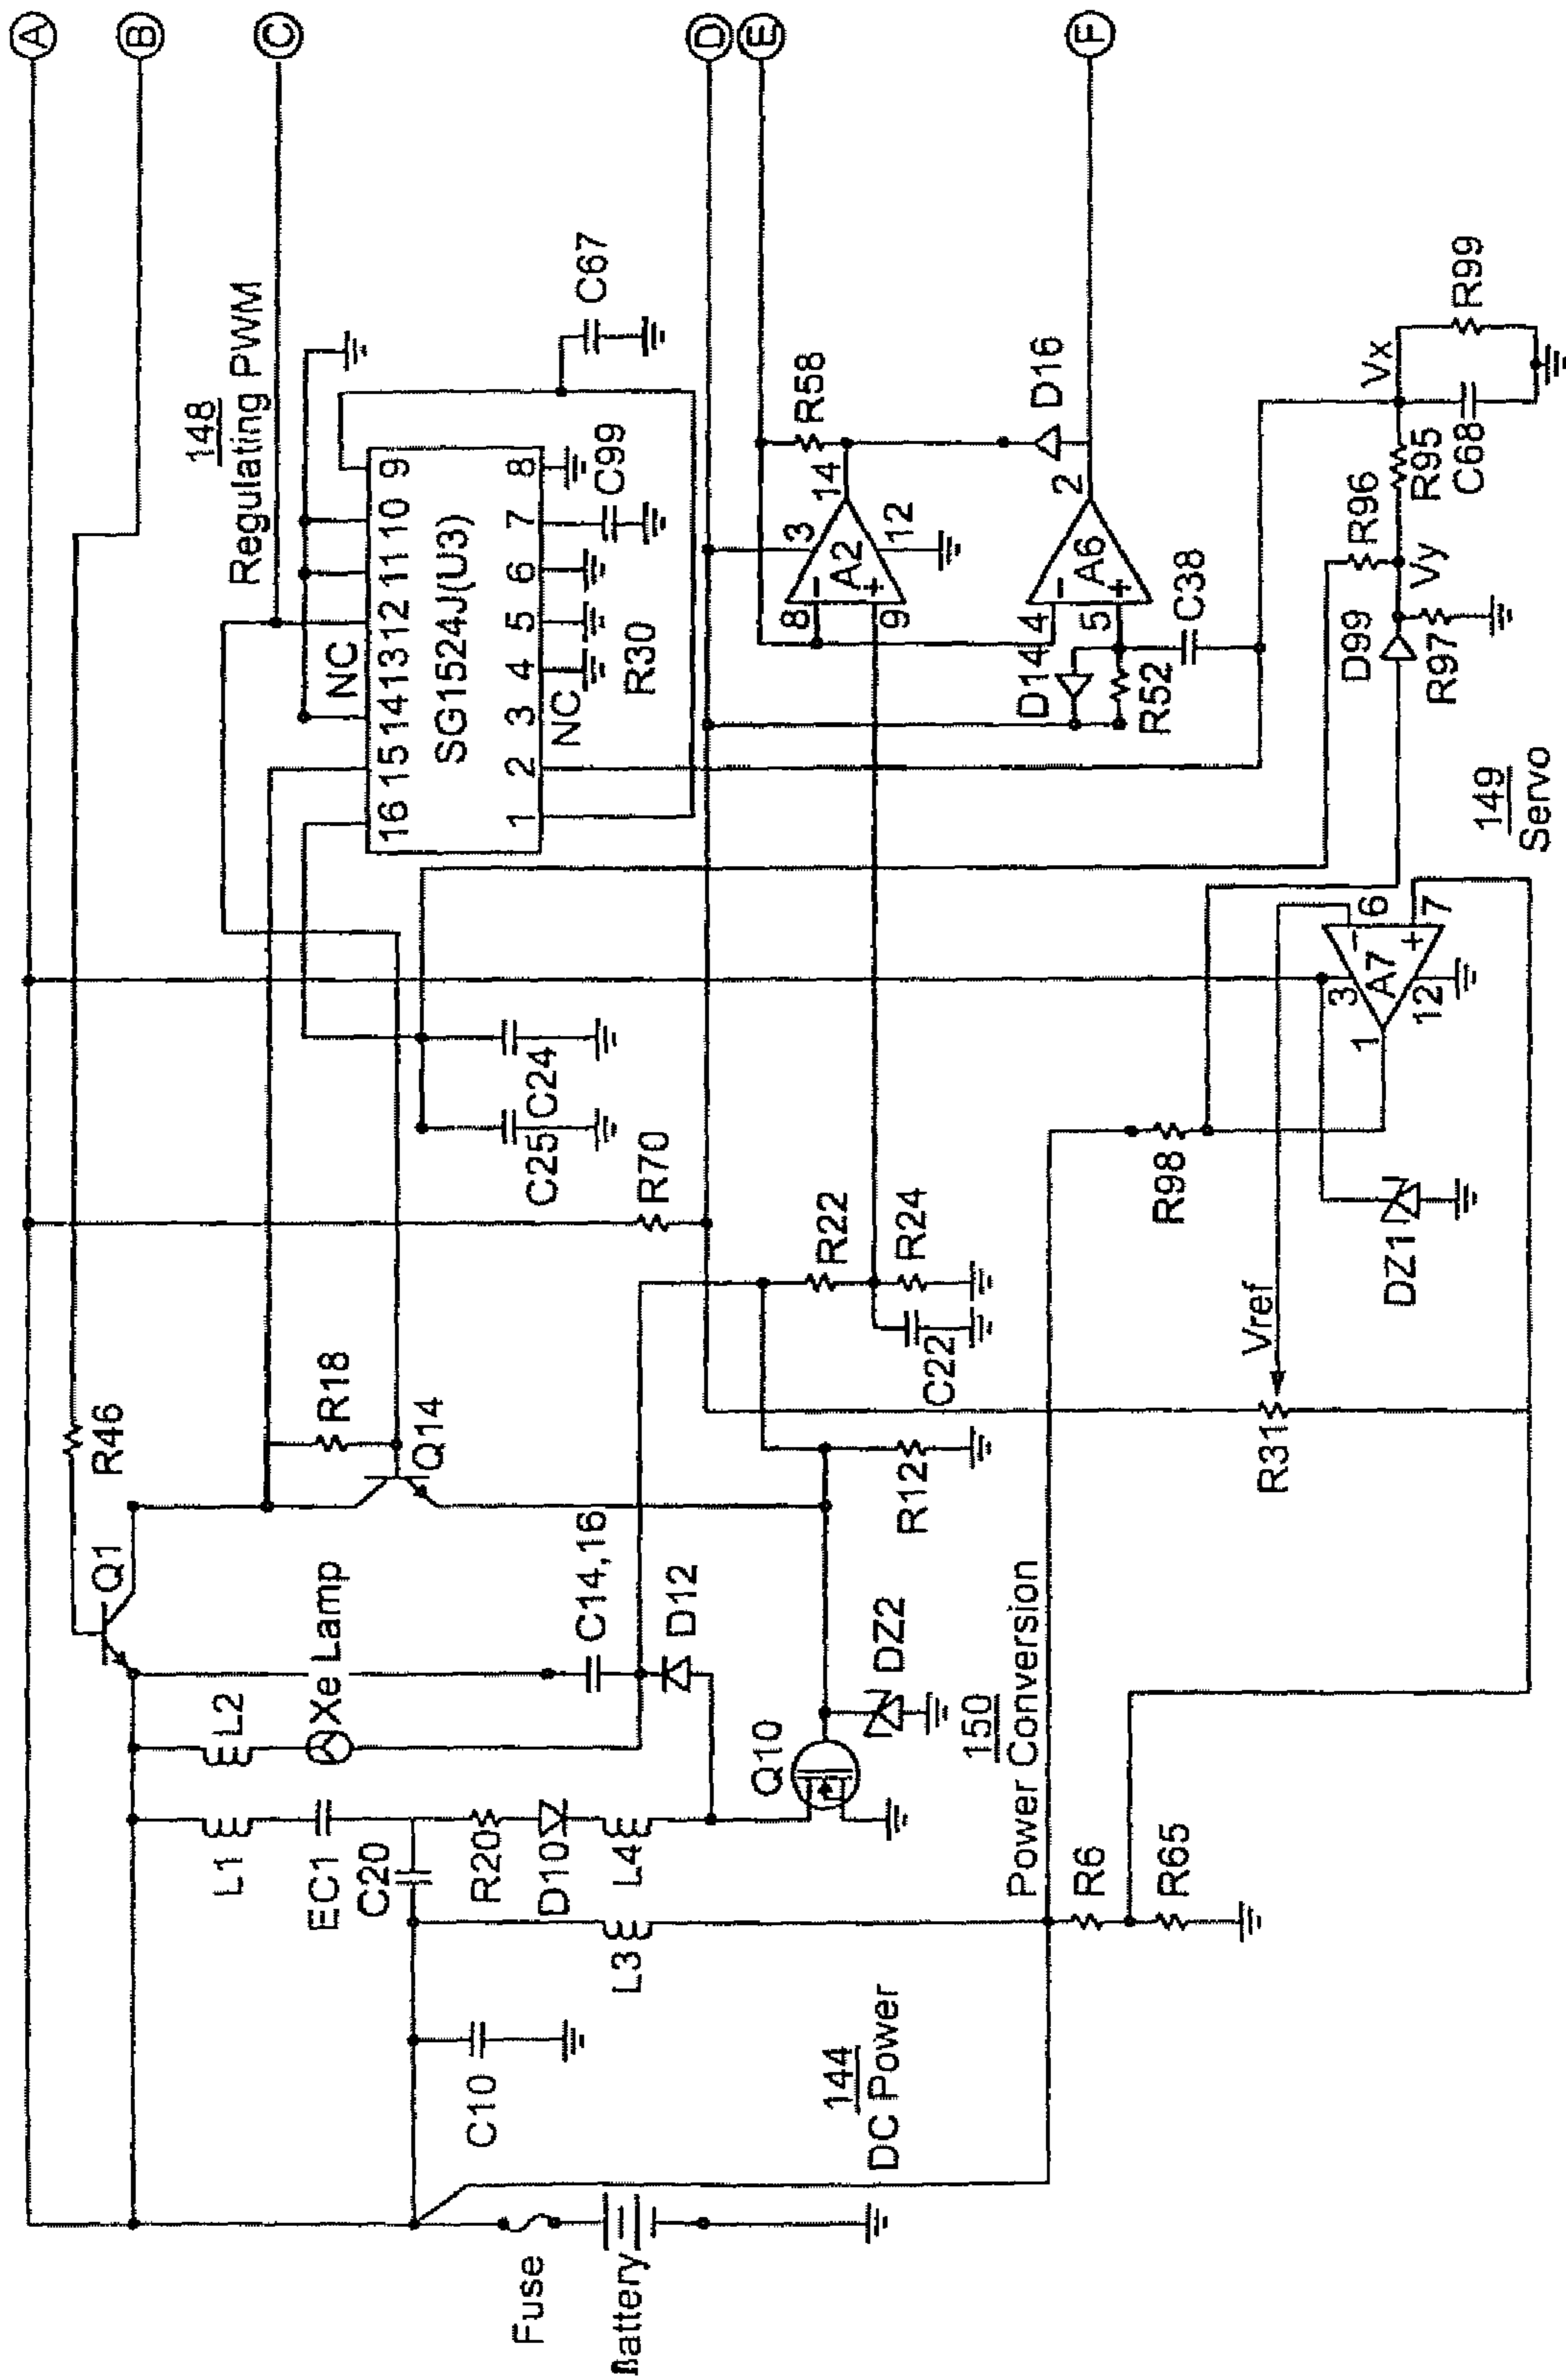 A
B
C
D
E
F
148
Regulating PWM
R46
Q1
R18
Q14
NC
16 15 14 13 12 11 10 9
SG1524J(U3)
1 2 3 4 5 6 7 8
NC
R30
C99
C67
C25
C24
R70
L2
Xe Lamp
C14,16
D12
L1
EC1
C20
R20
D10
L4
L3
C10
Q10
DZ2
R12
R22
R24
C22
8
9
3
A2
14
12
R58
4
5
A6
2
D16
D14
R52
C38
R96
D99
Vy
R97
R95
Vx
C68
R99
149
Servo
6
7
3
A7
12
1
R98
DZ1
Vref
R31
150
Power Conversion
R6
R65
144
DC Power
Fuse
Battery